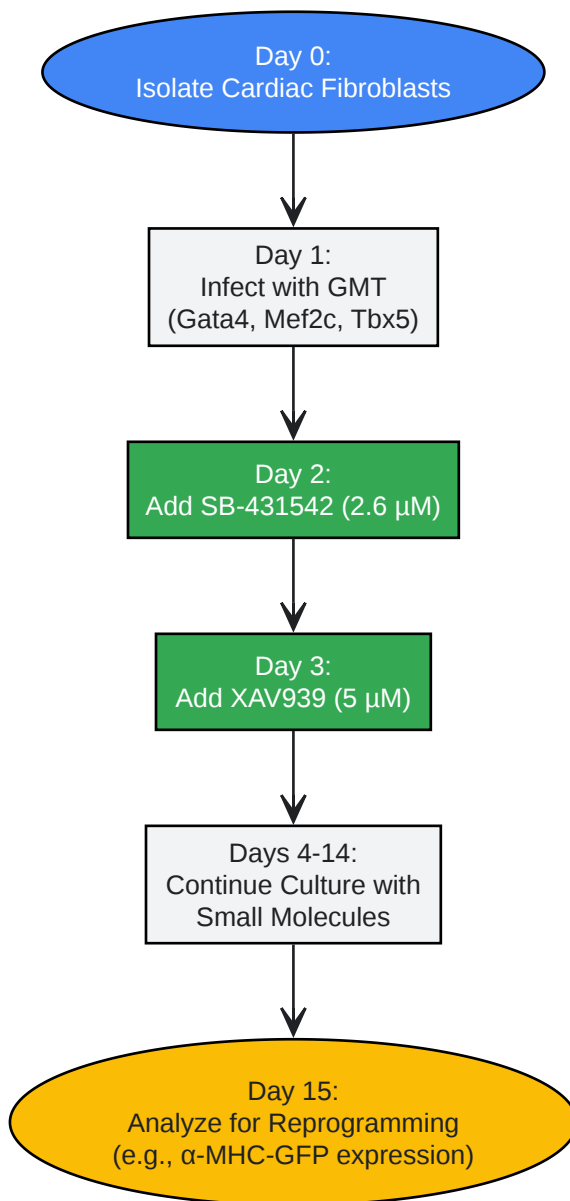 Day 0:
Isolate Cardiac Fibroblasts
Day 1:
Infect with GMT
(Gata4, Mef2c, Tbx5)
Day 2:
Add SB-431542 (2.6 µM)
Day 3:
Add XAV939 (5 µM)
Days 4-14:
Continue Culture with
Small Molecules
Day 15:
Analyze for Reprogramming
(e.g., α-MHC-GFP expression)